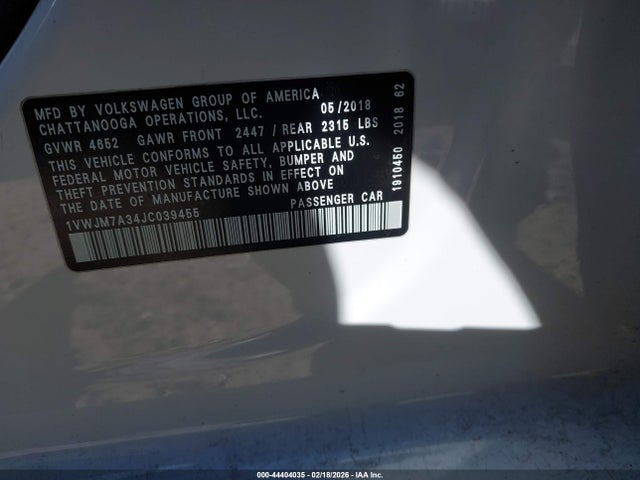 MFD BY VOLKSWAGEN GROUP OF AMERICA
CHATTANOOGA OPERATIONS, LLC. 05/2018
GVWR 4652 GAWR FRONT 2447 / REAR 2315 LBS
THIS VEHICLE CONFORMS TO ALL APPLICABLE U.S.
FEDERAL MOTOR VEHICLE SAFETY, BUMPER AND
THEFT PREVENTION STANDARDS IN EFFECT ON
THE DATE OF MANUFACTURE SHOWN ABOVE
1VWJM7A34JC039455 PASSENGER CAR
1910450 2018 62
000-44404035 - 02/18/2026 - IAA Inc.